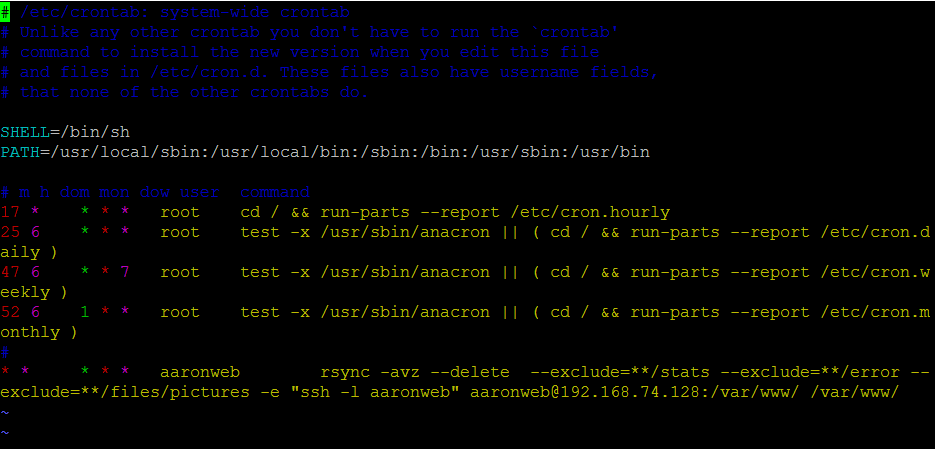 # /etc/crontab: system-wide crontab
# Unlike any other crontab you don't have to run the `crontab'
# command to install the new version when you edit this file
# and files in /etc/cron.d. These files also have username fields,
# that none of the other crontabs do.
SHELL=/bin/sh
PATH=/usr/local/sbin:/usr/local/bin:/sbin:/bin:/usr/sbin:/usr/bin
# m h dom mon dow user  command
17 *    * * *   root    cd / && run-parts --report /etc/cron.hourly
25 6    * * *   root    test -x /usr/sbin/anacron || ( cd / && run-parts --report /etc/cron.d
aily )
47 6    * * 7   root    test -x /usr/sbin/anacron || ( cd / && run-parts --report /etc/cron.w
eekly )
52 6    1 * *   root    test -x /usr/sbin/anacron || ( cd / && run-parts --report /etc/cron.m
onthly )
#
* *     * * *   aaronweb        rsync -avz --delete  --exclude=**/stats --exclude=**/error --
exclude=**/files/pictures -e "ssh -l aaronweb" aaronweb@192.168.74.128:/var/www/ /var/www/
~
~